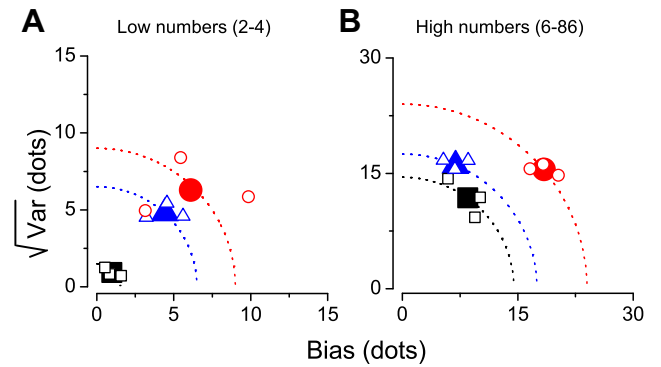 A Low numbers (2-4)
B High numbers (6-86)
√Var (dots)
15
10
5
0
0 5 10 15
30
15
0
0 15 30
Bias (dots)